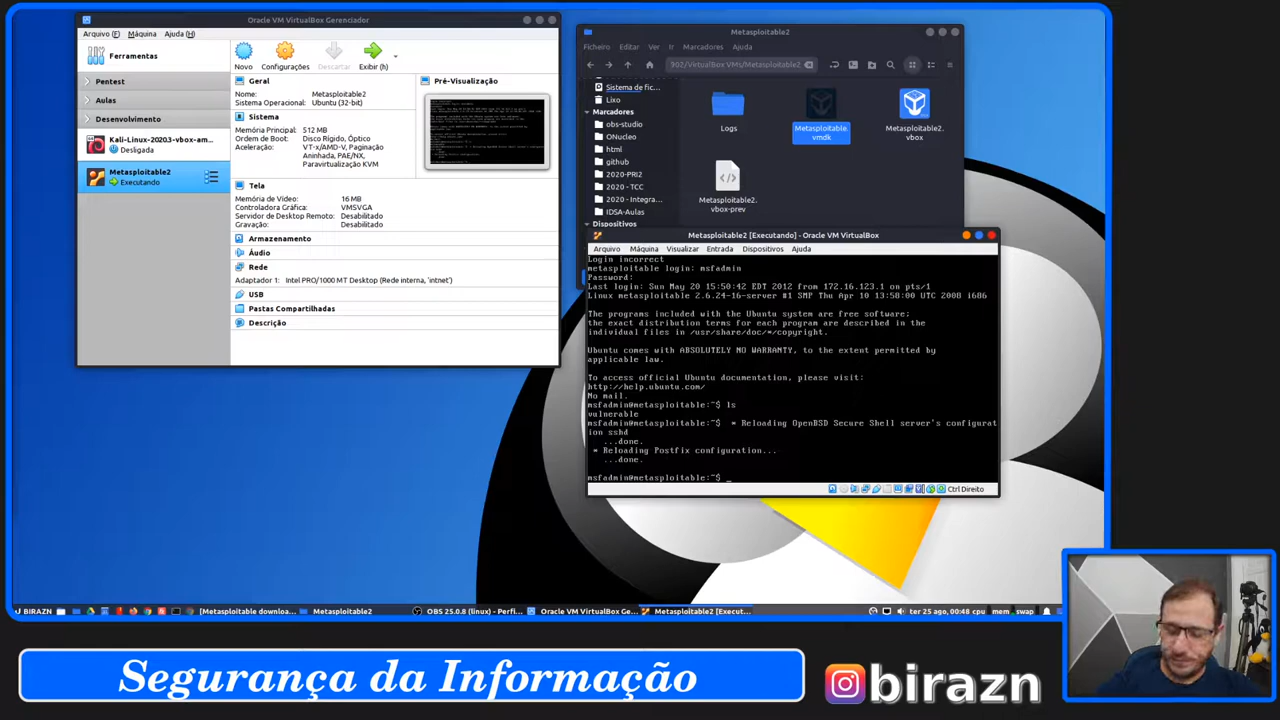 Oracle VM VirtualBox Gerenciador
Arquivo (F) Máquina Ajuda (H)
Ferramentas
Novo Configurações Descartar Exibir (h)
Pentest
Aulas
Desenvolvimento
Kali-Linux-2020.3-vbox-am...
Desligada
Metasploitable2
Executando
Geral
Nome: Metasploitable2
Sistema Operacional: Ubuntu (32-bit)
Sistema
Memória Principal: 512 MB
Ordem de Boot: Disco Rígido, Óptico
Aceleração: VT-x/AMD-V, Paginação
Aninhada, PAE/NX,
Paravirtualização KVM
Pré-Visualização
Tela
Memória de Vídeo: 16 MB
Controladora Gráfica: VMSVGA
Servidor de Desktop Remoto: Desabilitado
Gravação: Desabilitado
Armazenamento
Áudio
Rede
Adaptador 1: Intel PRO/1000 MT Desktop (Rede interna, 'intnet')
USB
Pastas Compartilhadas
Descrição
Metasploitable2
Ficheiro Editar Ver Ir Marcadores Ajuda
902/VirtualBox VMs/Metasploitable2
Sistema de fic...
Lixo
Marcadores
obs-studio
ONucleo
html
github
2020-PRI2
2020 - TCC
2020 - Integra...
IDSA-Aulas
Dispositivos
Logs
Metasploitable.
vmdk
Metasploitable2.
vbox
Metasploitable2.
vbox-prev
Metasploitable2 [Executando] - Oracle VM VirtualBox
Arquivo Máquina Visualizar Entrada Dispositivos Ajuda
Login incorrect
metasploitable login: msfadmin
Password:
Last login: Sun May 20 15:50:42 EDT 2012 from 172.16.123.1 on pts/1
Linux metasploitable 2.6.24-16-server #1 SMP Thu Apr 10 13:58:00 UTC 2008 i686
The programs included with the Ubuntu system are free software;
the exact distribution terms for each program are described in the
individual files in /usr/share/doc/*/copyright.
Ubuntu comes with ABSOLUTELY NO WARRANTY, to the extent permitted by
applicable law.
To access official Ubuntu documentation, please visit:
http://help.ubuntu.com/
No mail.
msfadmin@metasploitable:~$ ls
vulnerable
msfadmin@metasploitable:~$ * Reloading OpenBSD Secure Shell server's configurat
ion sshd
...done.
* Reloading Postfix configuration...
...done.
msfadmin@metasploitable:~$ _
Ctrl Direito
BIRAZN [Metasploitable downloa... Metasploitable2 OBS 25.0.8 (linux) - Perfi... Oracle VM VirtualBox Ge... Metasploitable2 [Execut... ter 25 ago, 00:48 cpu mem swap
Segurança da Informação
birazn